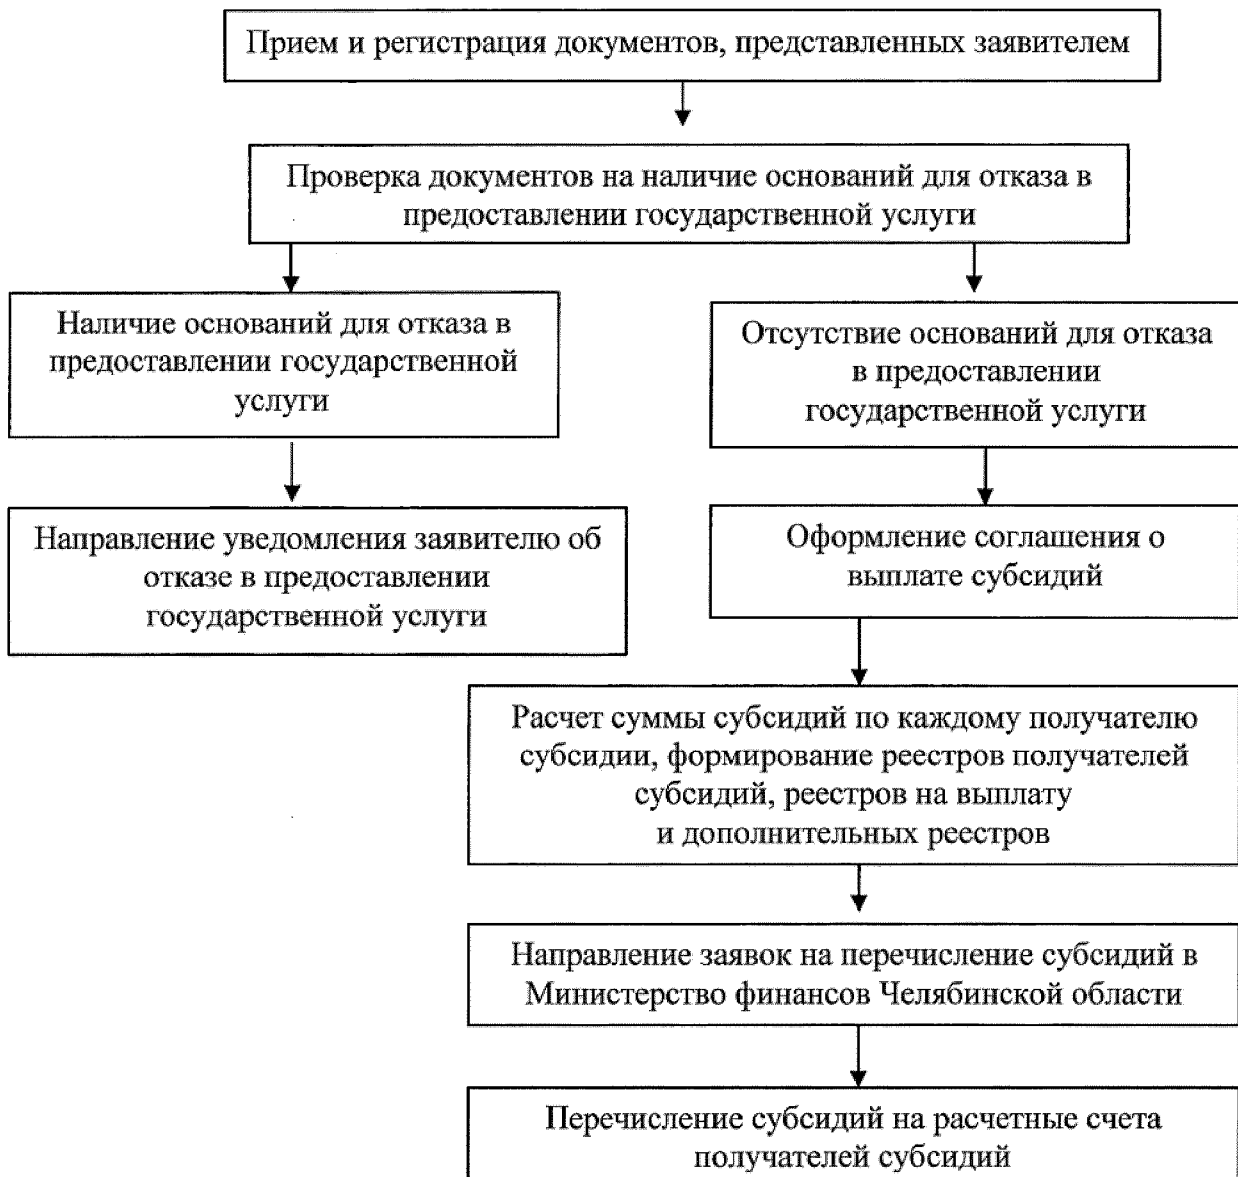 Прием и регистрация документов, представленных заявителем
Проверка документов на наличие оснований для отказа в
предоставлении государственной услуги
Наличие оснований для отказа в
предоставлении государственной
услуги
Отсутствие оснований для отказа
в предоставлении
государственной услуги
Направление уведомления заявителю об
отказе в предоставлении
государственной услуги
Оформление соглашения о
выплате субсидий
Расчет суммы субсидий по каждому получателю
субсидии, формирование реестров получателей
субсидий, реестров на выплату
и дополнительных реестров
Направление заявок на перечисление субсидий в
Министерство финансов Челябинской области
Перечисление субсидий на расчетные счета
получателей субсидий